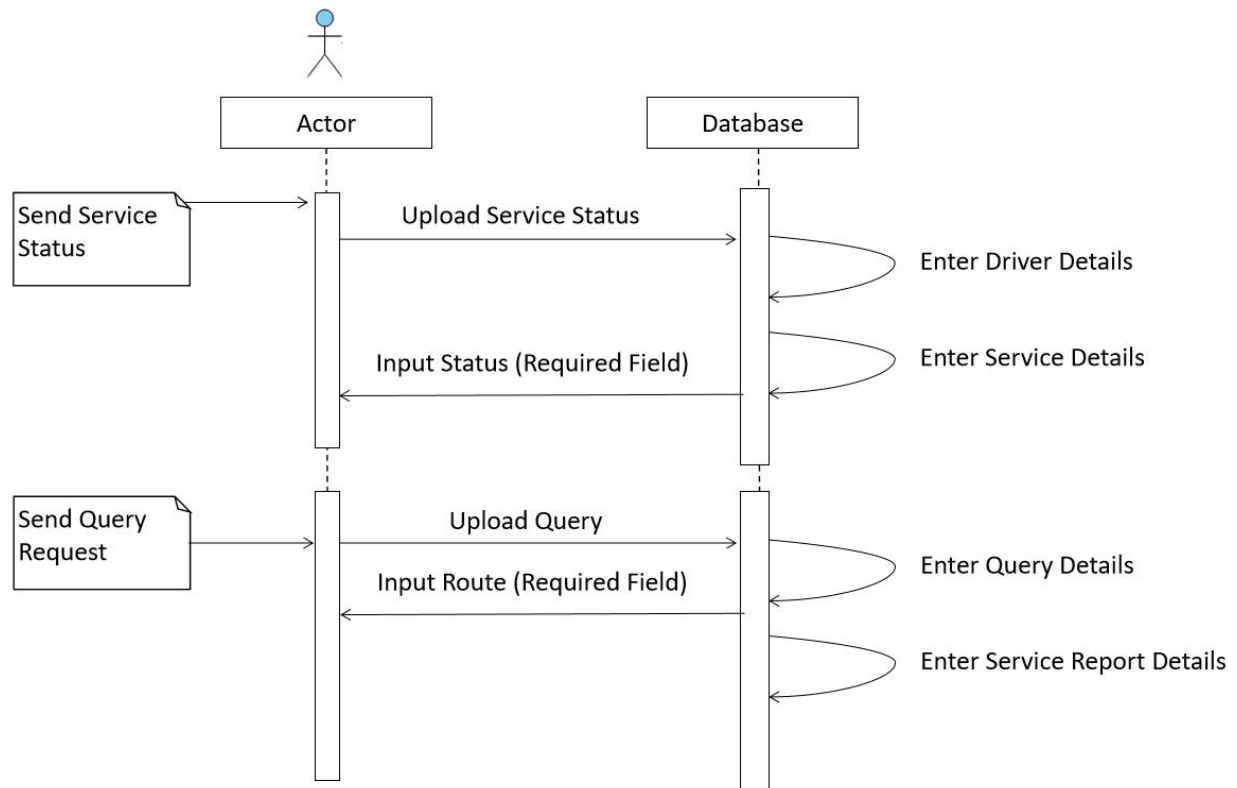 Actor
Database
Send Service
Status
Upload Service Status
Enter Driver Details
Input Status (Required Field)
Enter Service Details
Send Query
Request
Upload Query
Enter Query Details
Input Route (Required Field)
Enter Service Report Details